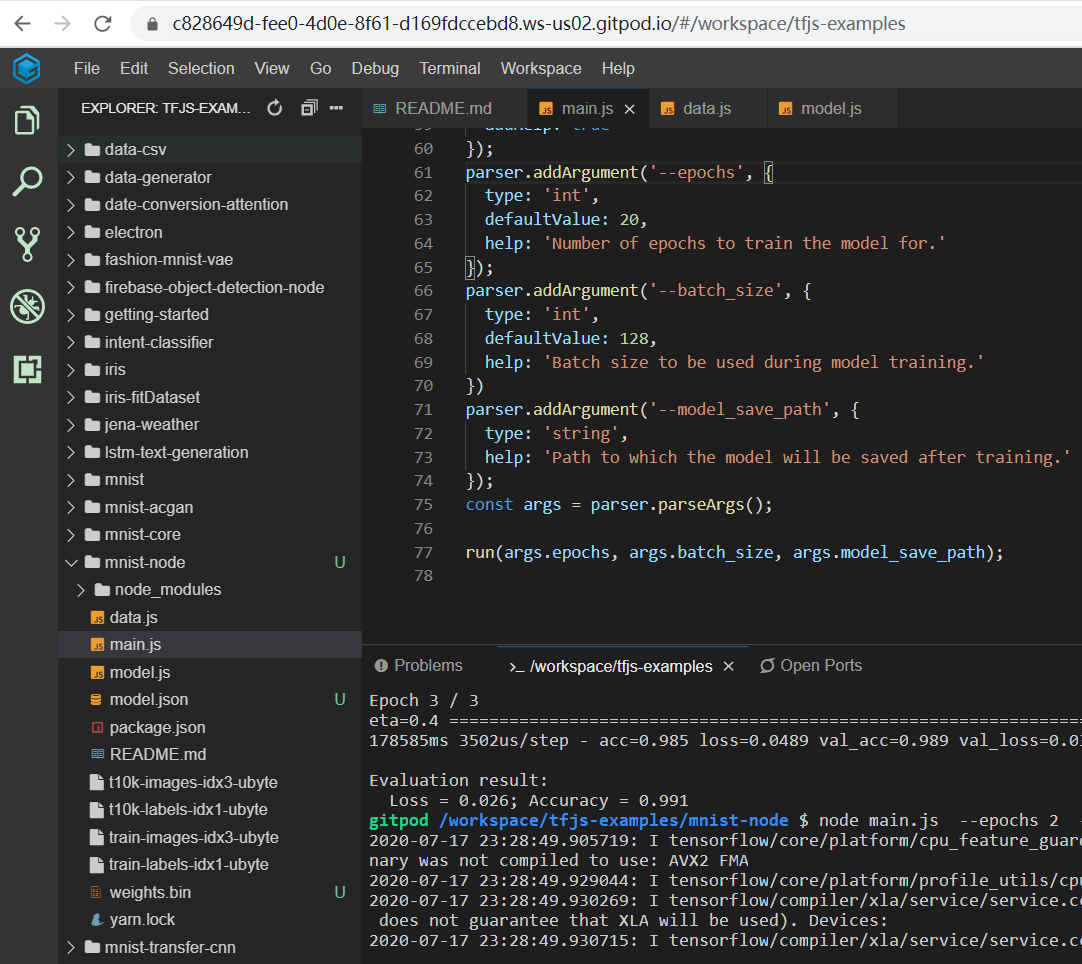 c828649d-fee0-4d0e-8f61-d169fdccebd8.ws-us02.gitpod.io/#/workspace/tfjs-examples
File Edit Selection View Go Debug Terminal Workspace Help
EXPLORER: TFJS-EXAM...
data-csv
data-generator
date-conversion-attention
electron
fashion-mnist-vae
firebase-object-detection-node
getting-started
intent-classifier
iris
iris-fitDataset
jena-weather
lstm-text-generation
mnist
mnist-acgan
mnist-core
mnist-node U
node_modules
data.js
main.js
model.js
model.json U
package.json
README.md
t10k-images-idx3-ubyte
t10k-labels-idx1-ubyte
train-images-idx3-ubyte
train-labels-idx1-ubyte
weights.bin U
yarn.lock
mnist-transfer-cnn
README.md main.js data.js model.js
59 addHelp: true
60 });
61 parser.addArgument('--epochs', {
62 type: 'int',
63 defaultValue: 20,
64 help: 'Number of epochs to train the model for.'
65 });
66 parser.addArgument('--batch_size', {
67 type: 'int',
68 defaultValue: 128,
69 help: 'Batch size to be used during model training.'
70 })
71 parser.addArgument('--model_save_path', {
72 type: 'string',
73 help: 'Path to which the model will be saved after training.'
74 });
75 const args = parser.parseArgs();
76
77 run(args.epochs, args.batch_size, args.model_save_path);
78
Problems >_ /workspace/tfjs-examples Open Ports
Epoch 3 / 3
eta=0.4 ================================================================
178585ms 3502us/step - acc=0.985 loss=0.0489 val_acc=0.989 val_loss=0.0
Evaluation result:
Loss = 0.026; Accuracy = 0.991
gitpod /workspace/tfjs-examples/mnist-node $ node main.js --epochs 2
2020-07-17 23:28:49.905719: I tensorflow/core/platform/cpu_feature_guar
nary was not compiled to use: AVX2 FMA
2020-07-17 23:28:49.929044: I tensorflow/core/platform/profile_utils/cp
2020-07-17 23:28:49.930269: I tensorflow/compiler/xla/service/service.c
does not guarantee that XLA will be used). Devices:
2020-07-17 23:28:49.930715: I tensorflow/compiler/xla/service/service.c